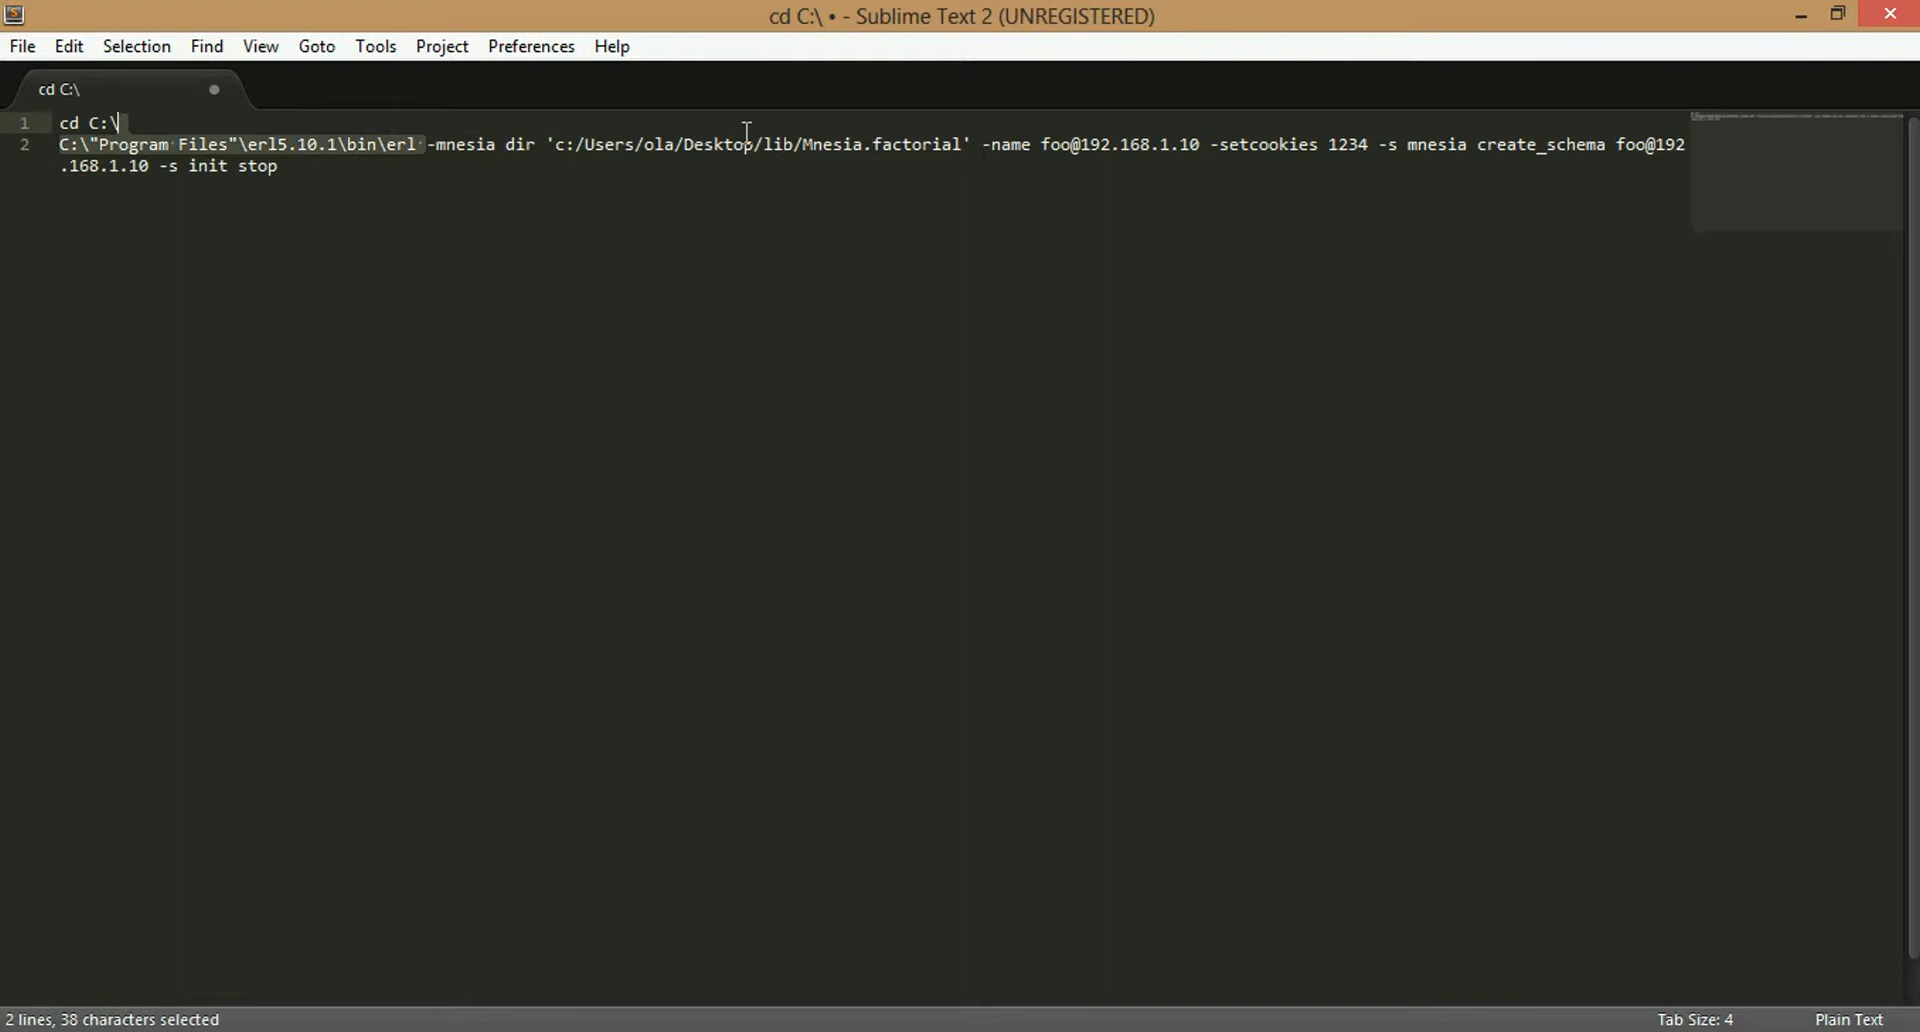 cd C:\ • - Sublime Text 2 (UNREGISTERED)
File Edit Selection Find View Goto Tools Project Preferences Help
cd C:\
1 cd C:\
2 C:\"Program Files"\erl5.10.1\bin\erl -mnesia dir 'c:/Users/ola/Desktop/lib/Mnesia.factorial' -name foo@192.168.1.10 -setcookies 1234 -s mnesia create_schema foo@192
.168.1.10 -s init stop
2 lines, 38 characters selected Tab Size: 4 Plain Text